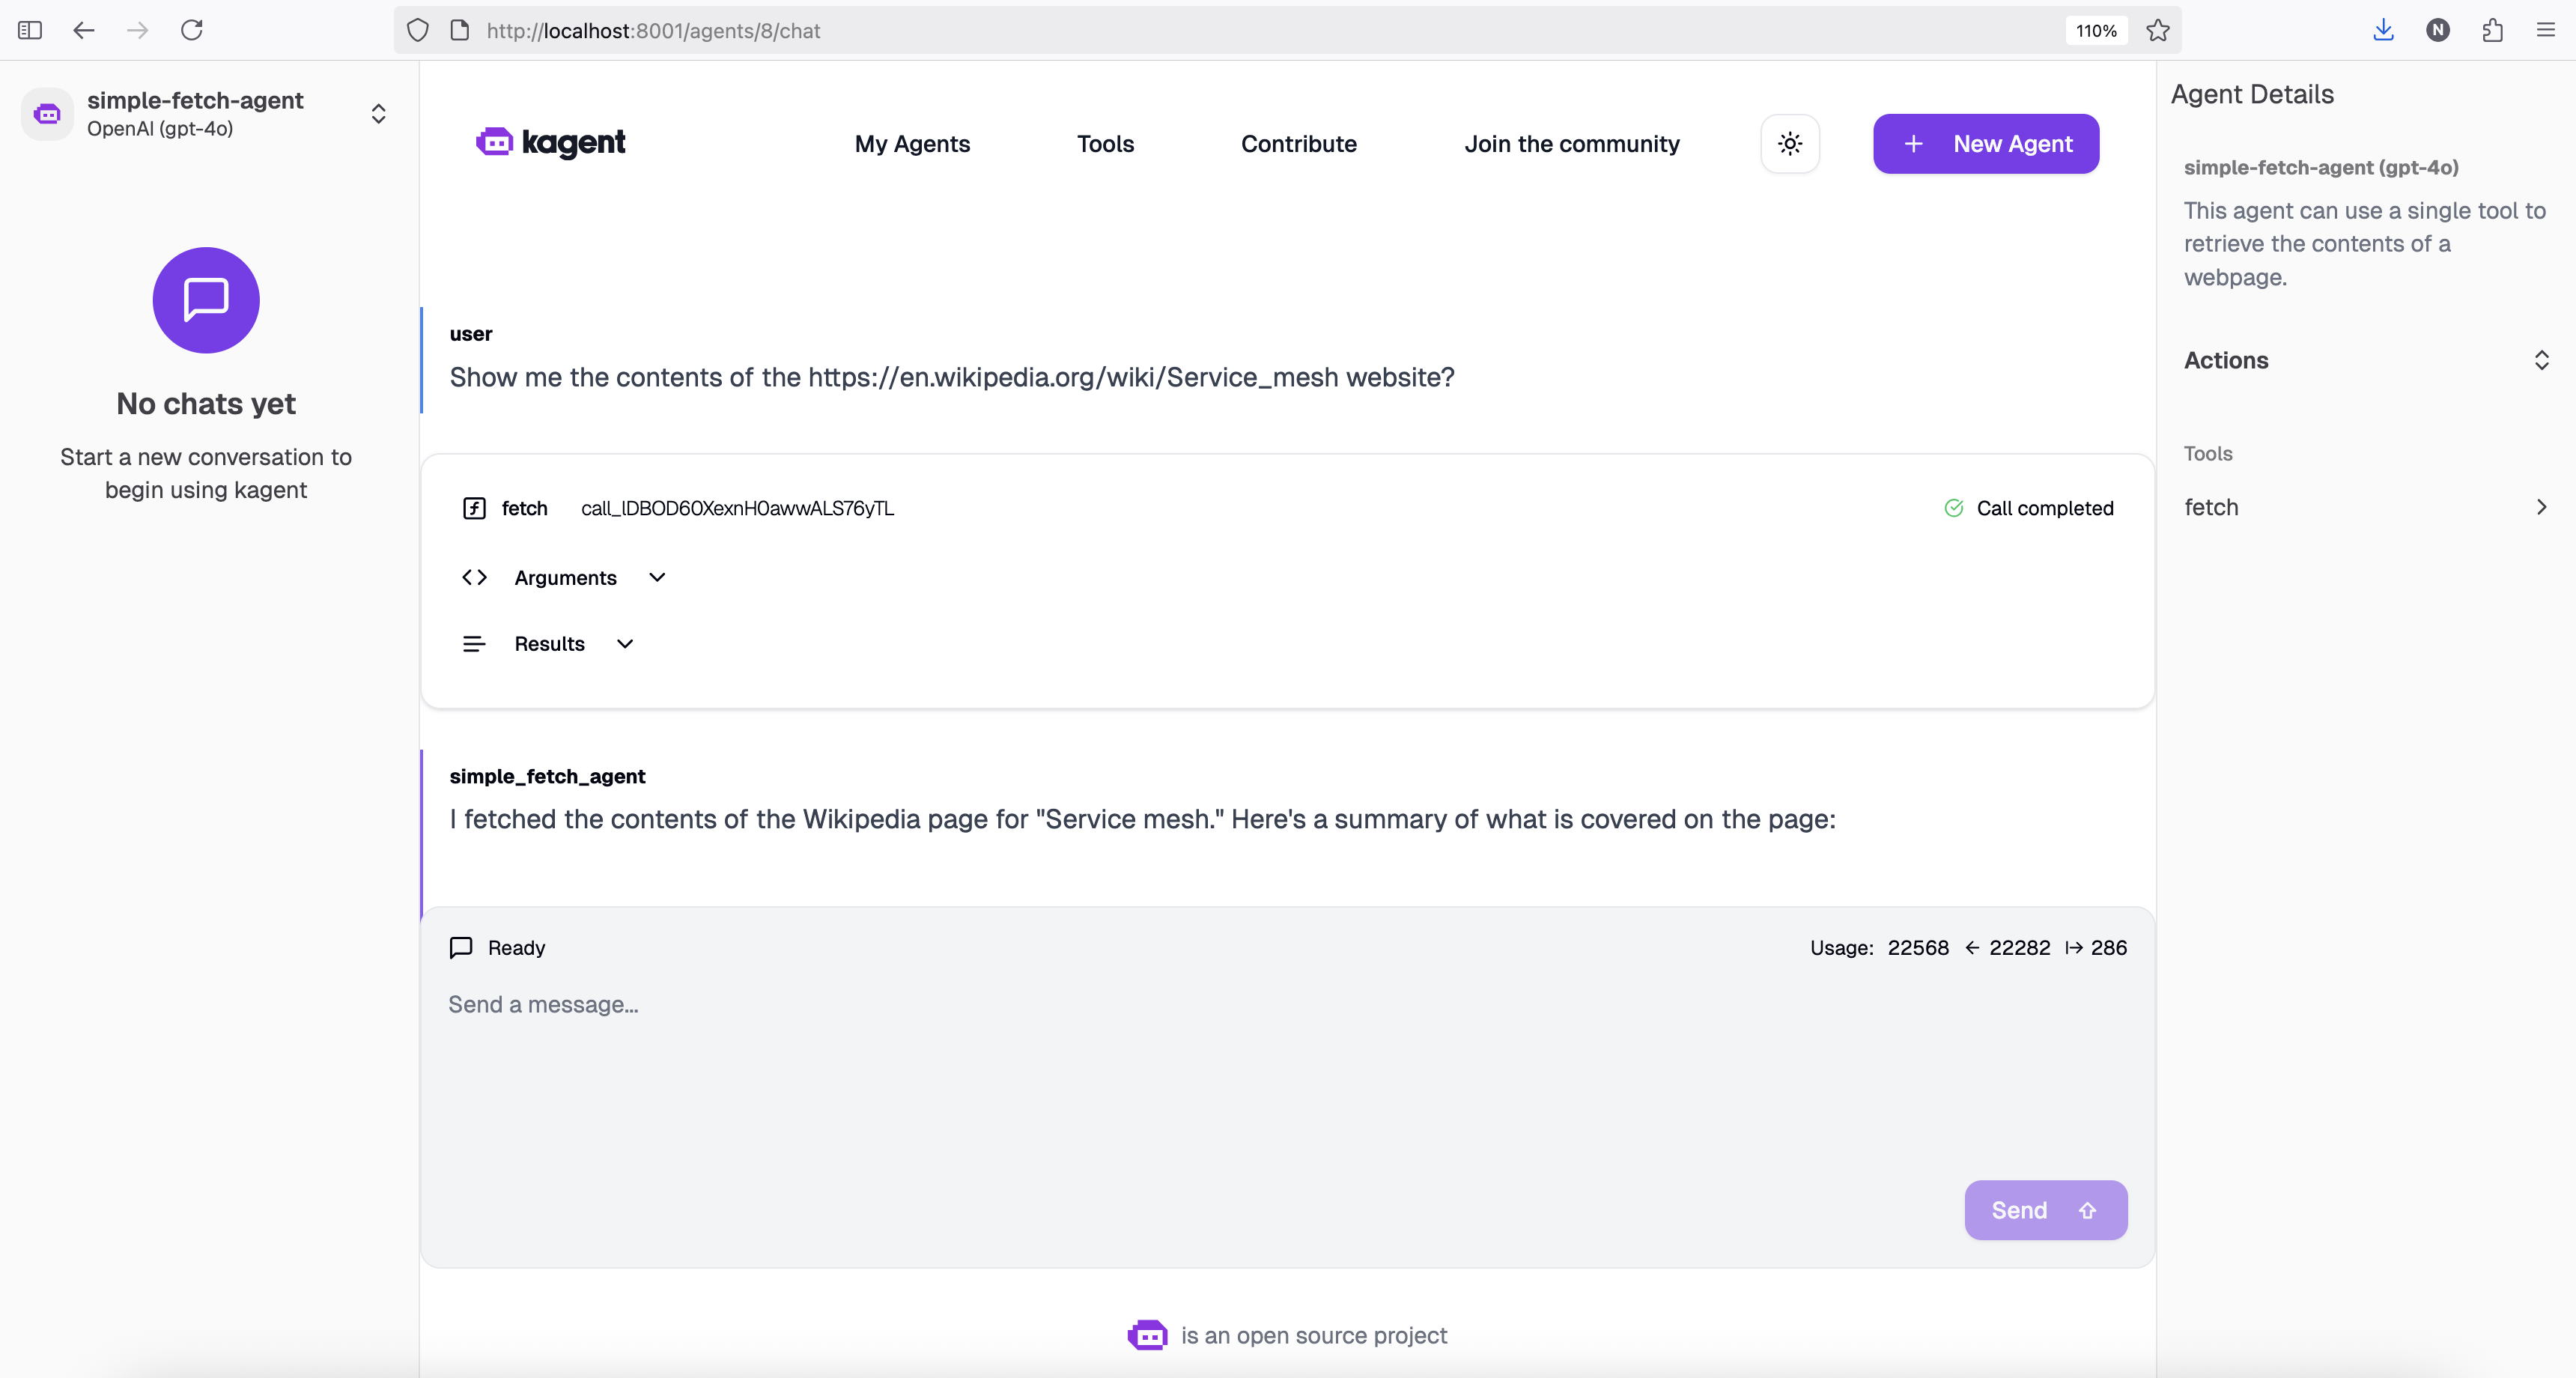 http://localhost:8001/agents/8/chat
110%
N
simple-fetch-agent
OpenAI (gpt-4o)
No chats yet
Start a new conversation to
begin using kagent
kagent
My Agents
Tools
Contribute
Join the community
New Agent
user
Show me the contents of the https://en.wikipedia.org/wiki/Service_mesh website?
fetch call_lDBOD60XexnH0awwALS76yTL Call completed
Arguments
Results
simple_fetch_agent
I fetched the contents of the Wikipedia page for "Service mesh." Here's a summary of what is covered on the page:
Ready
Usage: 22568 ← 22282 ↦ 286
Send a message...
Send
is an open source project
Agent Details
simple-fetch-agent (gpt-4o)
This agent can use a single tool to
retrieve the contents of a
webpage.
Actions
Tools
fetch